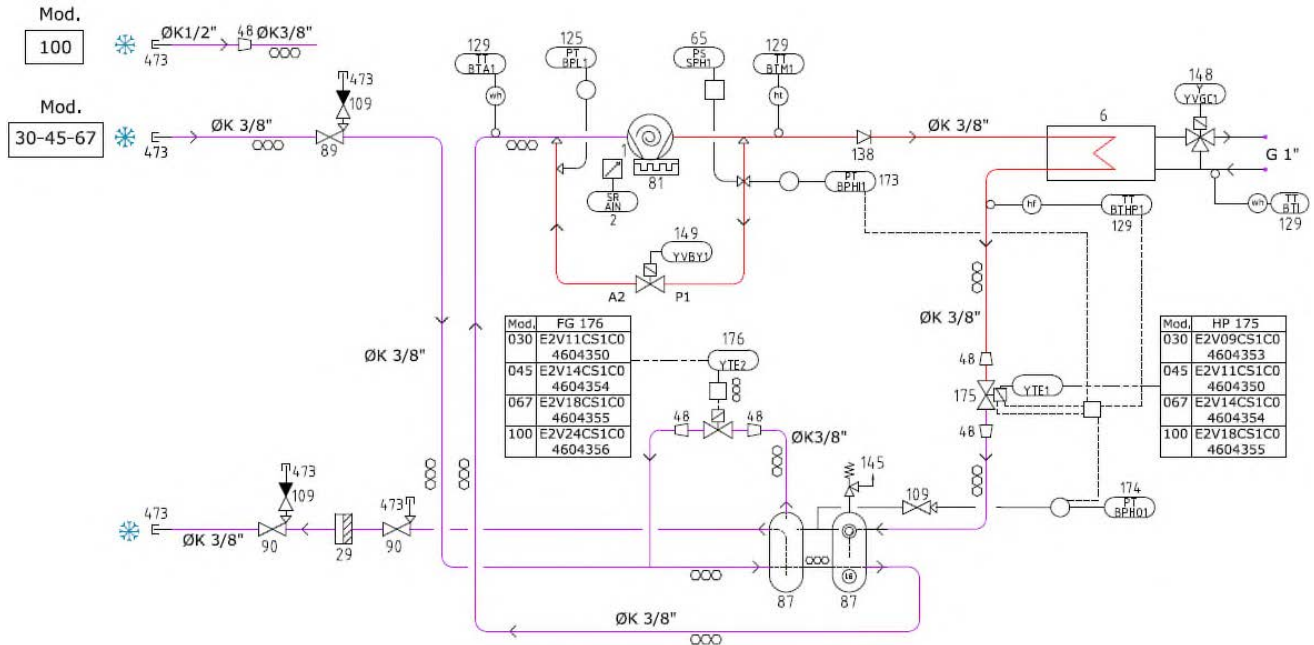 Mod.
100
ØK1/2" 48 ØK3/8"
473
Mod.
30-45-67
473
ØK 3/8"
89
473
109
129
TT
BTA1
wh
125
PT
BPL1
65
PS
SPH1
129
TT
BTM1
ht
1
81
SR
AIN
2
138
ØK 3/8"
6
148
Y
YVGC1
G 1"
PT
BPHI1
173
hf
TT
BTHP1
129
wh
TT
BTI
129
149
YVBY1
A2
P1
ØK 3/8"
ØK 3/8"
Mod. FG 176
030 E2V11CS1C0
4604350
045 E2V14CS1C0
4604354
067 E2V18CS1C0
4604355
100 E2V24CS1C0
4604356
176
YTE2
48
48
ØK3/8"
48
175
YTE1
48
Mod. HP 175
030 E2V09CS1C0
4604353
045 E2V11CS1C0
4604350
067 E2V14CS1C0
4604354
100 E2V18CS1C0
4604355
473
ØK 3/8"
90
473
109
29
473
90
145
109
174
PT
BPHO1
87
87
ØK 3/8"